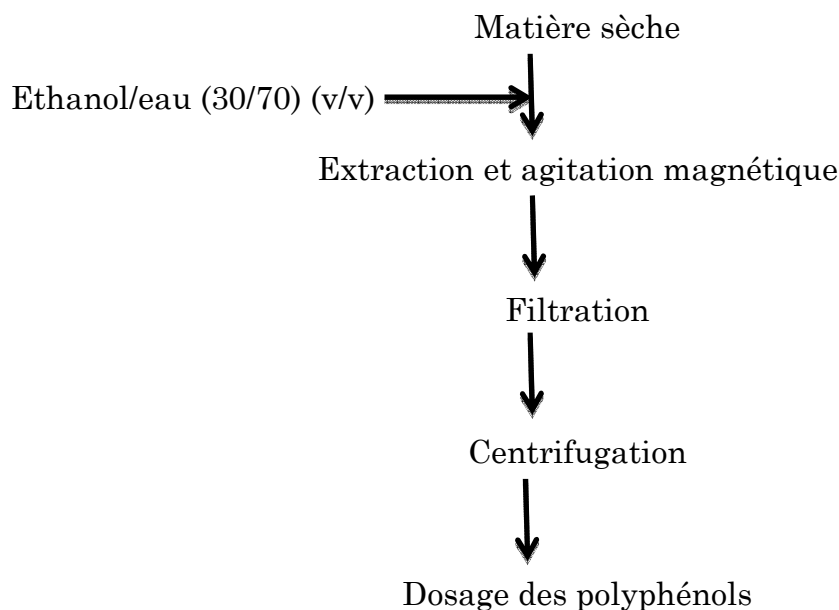 Matière sèche
Ethanol/eau (30/70) (v/v)
Extraction et agitation magnétique
Filtration
Centrifugation
Dosage des polyphénols